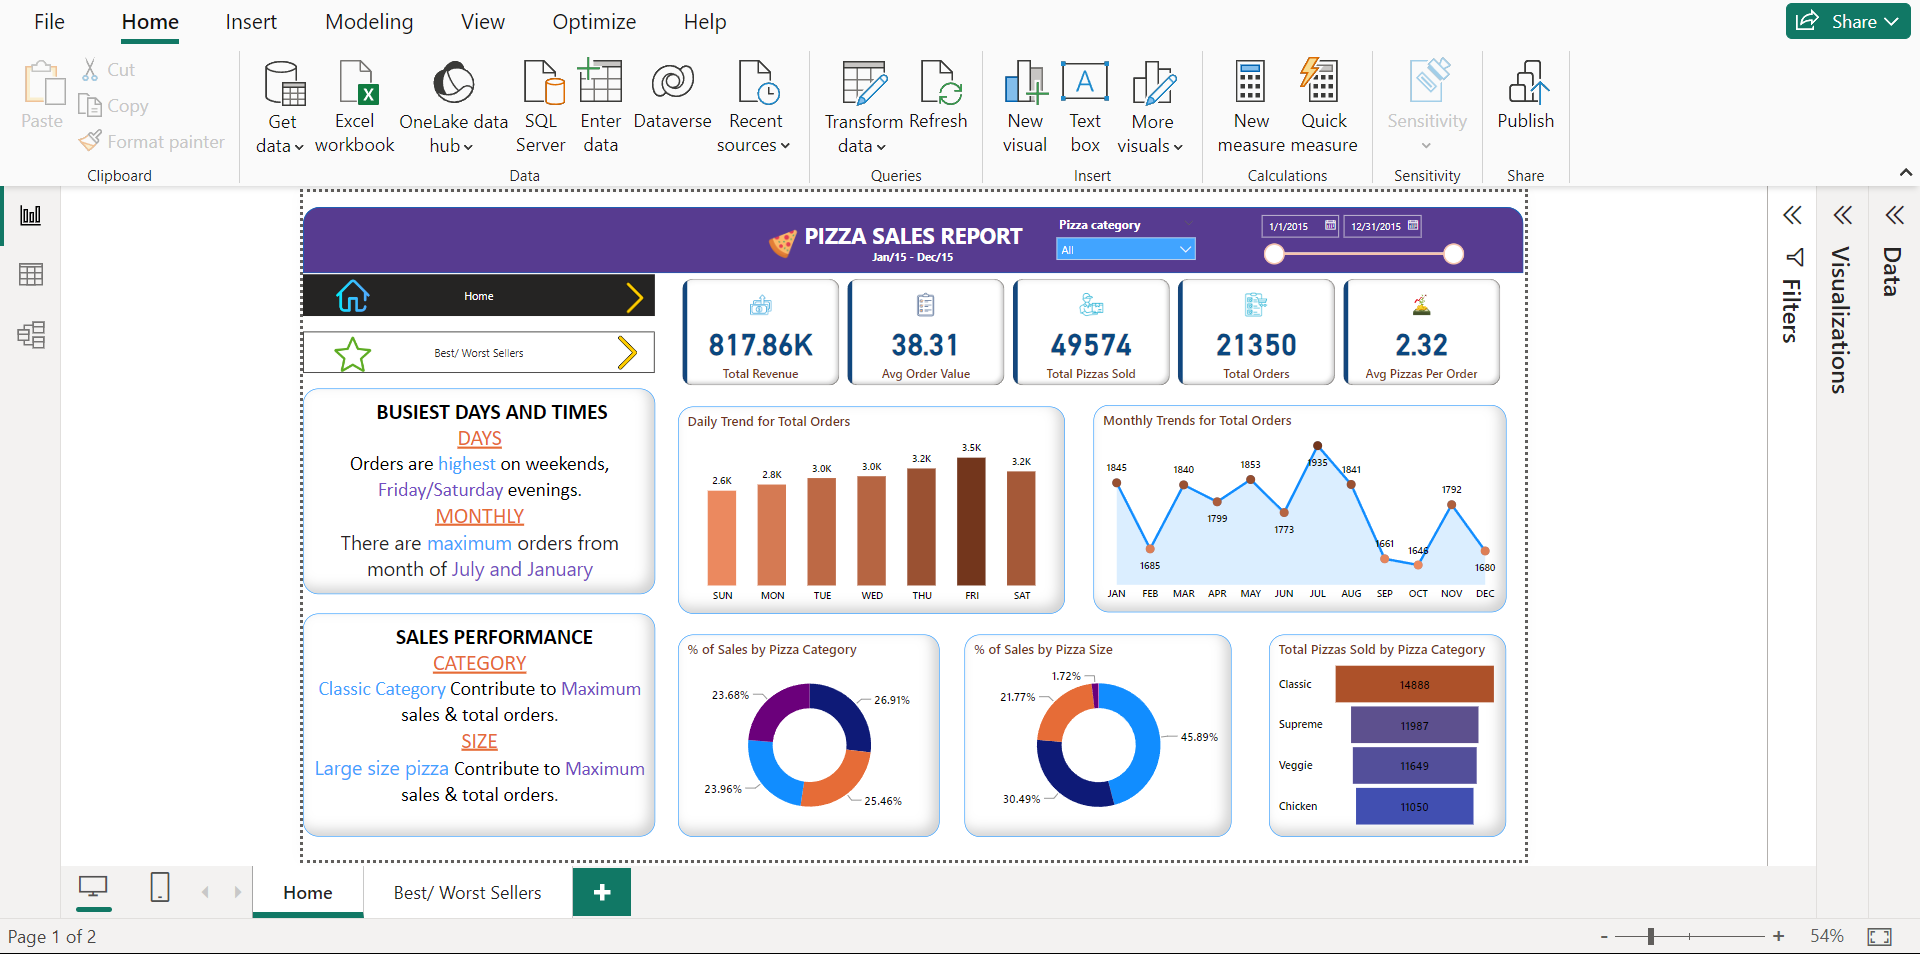 File Home Insert Modeling View Optimize Help Share
Paste
Cut
Copy
Format painter
Clipboard
Get data
Excel workbook
OneLake data hub
SQL Server
Enter data
Dataverse
Recent sources
Data
Transform data
Refresh
Queries
New visual
Text box
More visuals
Insert
New measure
Quick measure
Calculations
Sensitivity
Sensitivity
Publish
Share
PIZZA SALES REPORT
Jan/15 - Dec/15
Pizza category
All
1/1/2015 12/31/2015
Home
Best/ Worst Sellers
817.86K
Total Revenue
38.31
Avg Order Value
49574
Total Pizzas Sold
21350
Total Orders
2.32
Avg Pizzas Per Order
BUSIEST DAYS AND TIMES
DAYS
Orders are highest on weekends,
Friday/Saturday evenings.
MONTHLY
There are maximum orders from
month of July and January
SALES PERFORMANCE
CATEGORY
Classic Category Contribute to Maximum
sales & total orders.
SIZE
Large size pizza Contribute to Maximum
sales & total orders.
Daily Trend for Total Orders
2.6K 2.8K 3.0K 3.0K 3.2K 3.5K 3.2K
SUN MON TUE WED THU FRI SAT
Monthly Trends for Total Orders
1845 1685 1840 1799 1853 1773 1935 1841 1661 1646 1792 1680
JAN FEB MAR APR MAY JUN JUL AUG SEP OCT NOV DEC
% of Sales by Pizza Category
23.68% 26.91%
23.96% 25.46%
% of Sales by Pizza Size
1.72%
21.77%
45.89%
30.49%
Total Pizzas Sold by Pizza Category
Classic 14888
Supreme 11987
Veggie 11649
Chicken 11050
Filters
Visualizations
Data
Home Best/ Worst Sellers +
Page 1 of 2
- + 54%